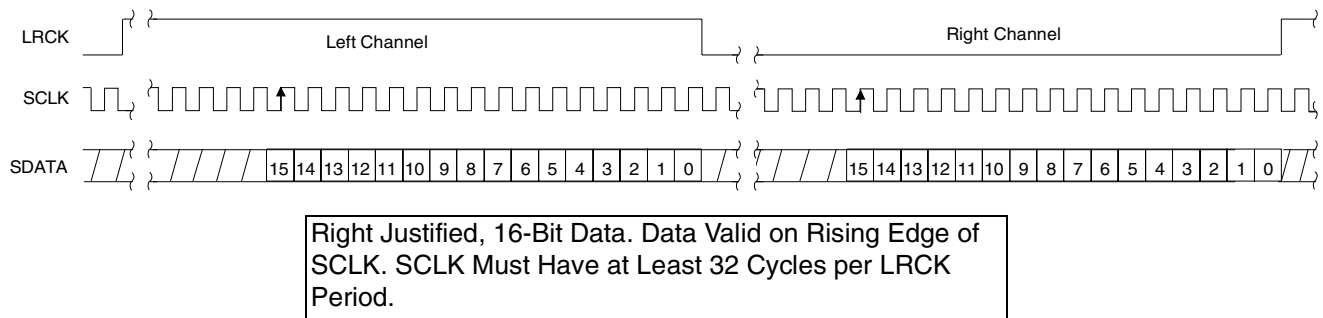 LRCK Left Channel Right Channel
SCLK
SDATA 15 14 13 12 11 10 9 8 7 6 5 4 3 2 1 0 15 14 13 12 11 10 9 8 7 6 5 4 3 2 1 0
Right Justified, 16-Bit Data. Data Valid on Rising Edge of
SCLK. SCLK Must Have at Least 32 Cycles per LRCK
Period.